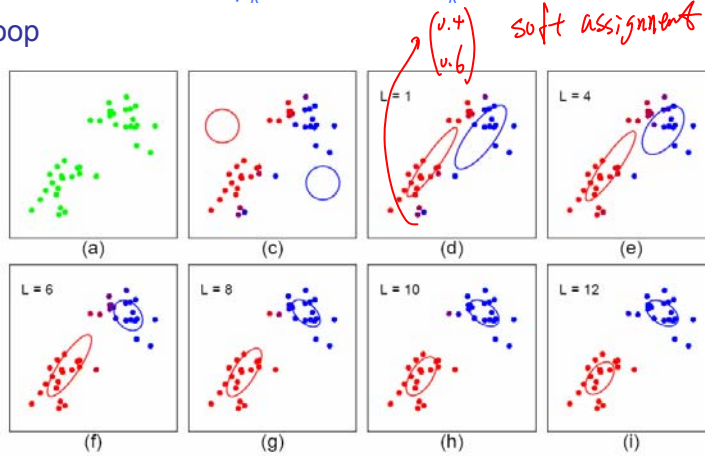 oop
(0.4
0.6)
soft assignment
L = 1
L = 4
(a)
(c)
(d)
(e)
L = 6
L = 8
L = 10
L = 12
(f)
(g)
(h)
(i)